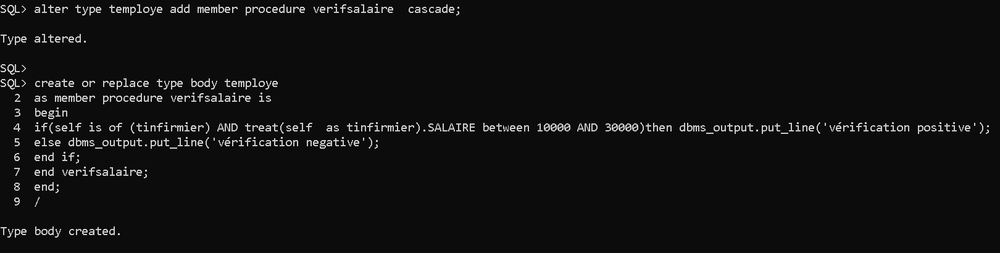 SQL> alter type temploye add member procedure verifsalaire  cascade;
Type altered.
SQL>
SQL> create or replace type body temploye
2  as member procedure verifsalaire is
3  begin
4  if(self is of (tinfirmier) AND treat(self  as tinfirmier).SALAIRE between 10000 AND 30000)then dbms_output.put_line('vérification positive');
5  else dbms_output.put_line('vérification negative');
6  end if;
7  end verifsalaire;
8  end;
9  /
Type body created.